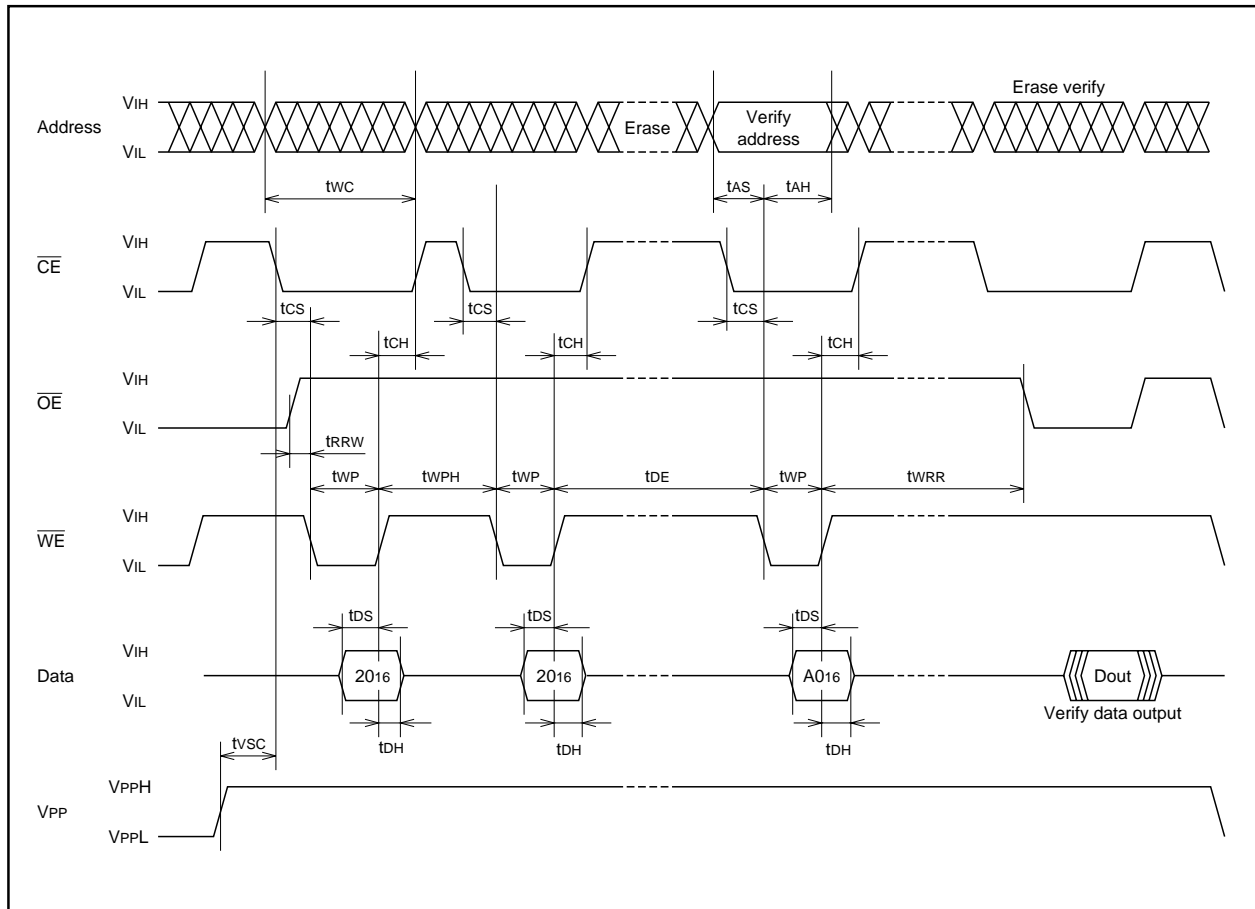 Erase verify
VIH
Address
Erase
Verify
address
VIL
tWC
tAS
tAH
VIH
CE
VIL
tCS
tCS
tCS
tCH
tCH
tCH
VIH
OE
VIL
tRRW
tWP
tWPH
tWP
tDE
tWP
tWRR
VIH
WE
VIL
tDS
tDS
tDS
VIH
Data
2016
2016
A016
Dout
VIL
Verify data output
tDH
tDH
tDH
tVSC
VPPH
VPP
VPPL